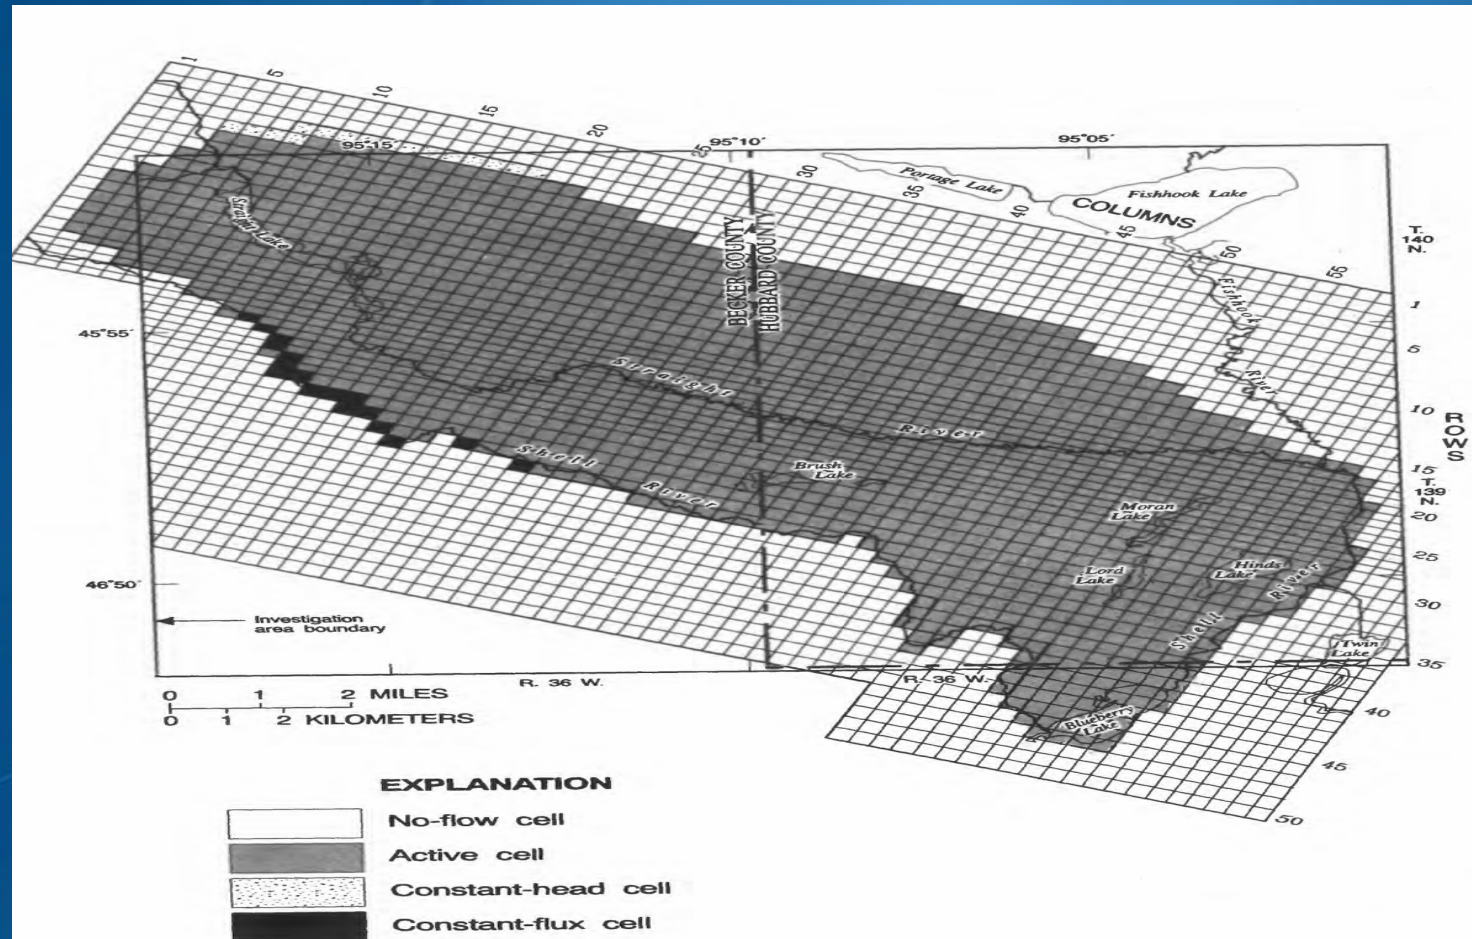 1
5
10
15
20
25
30
35
40
45
50
55
COLUMNS
95°15'
95°10'
95°05'
Portage Lake
Fishhook Lake
T.
140
N.
Straight Lake
BECKER COUNTY
HUBBARD COUNTY
Fishhook River
45°55'
Straight River
Shell River
Brush
Lake
Moran
Lake
Lord
Lake
Hinds
Lake
Shell River
1
5
10
ROWS
15
T.
139
N.
20
25
30
35
40
45
50
46°50'
Investigation
area boundary
Twin
Lake
R. 36 W.
R. 36 W.
Blueberry
Lake
0 1 2 MILES
0 1 2 KILOMETERS
EXPLANATION
No-flow cell
Active cell
Constant-head cell
Constant-flux cell